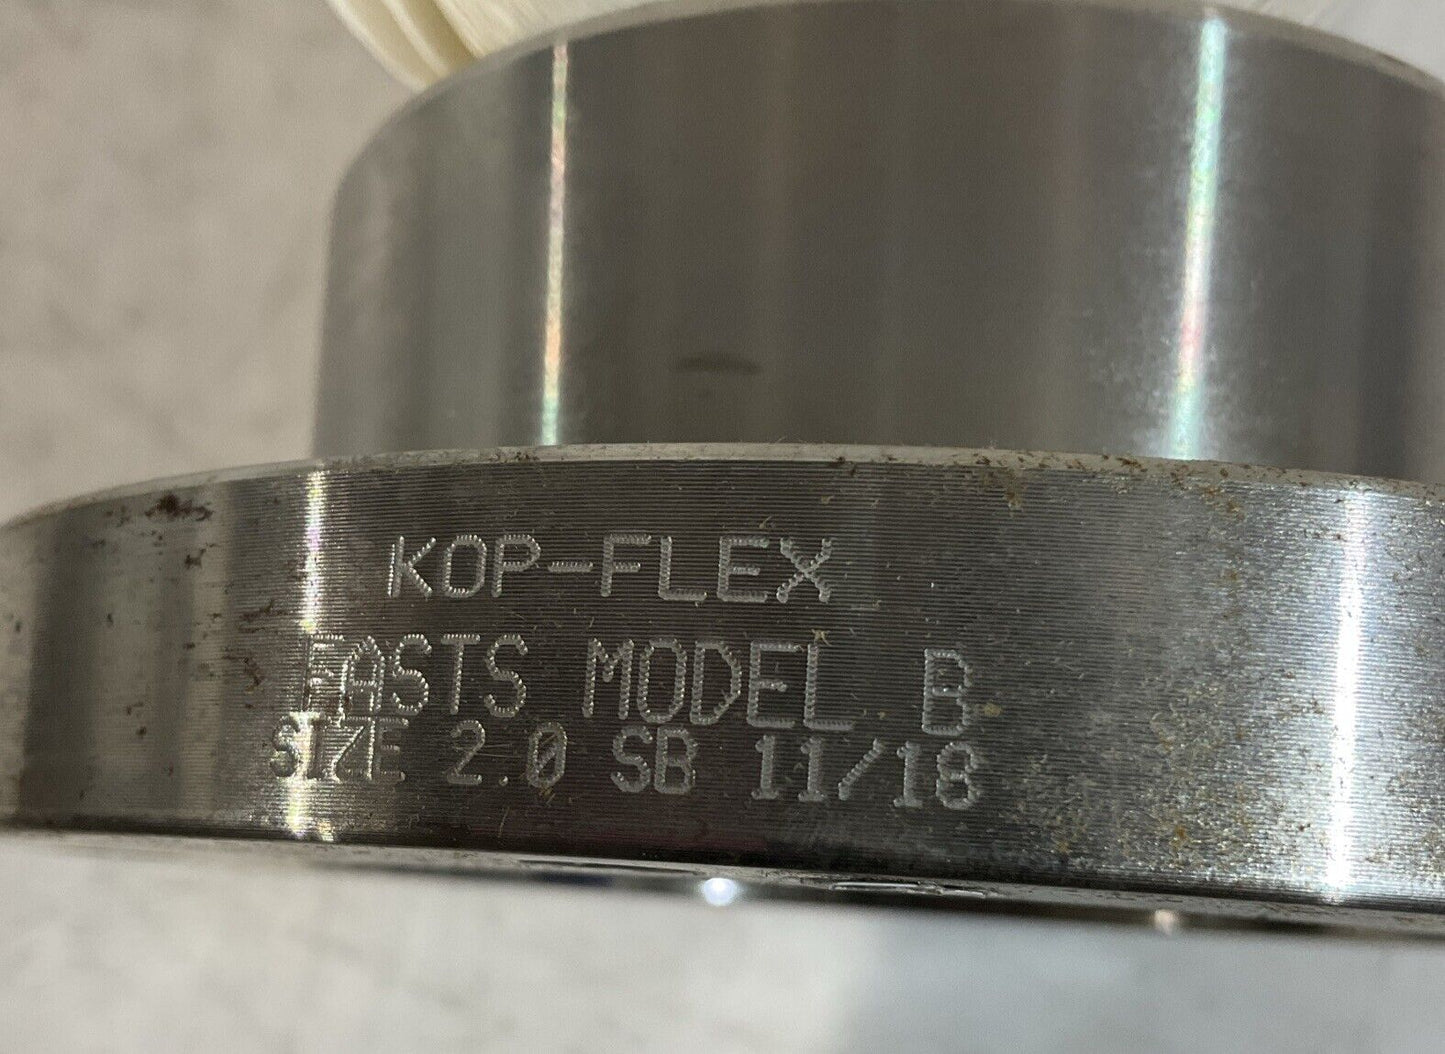 KOP-FLEX
FASTS MODEL B
SIZE 2.0 SB 11/18